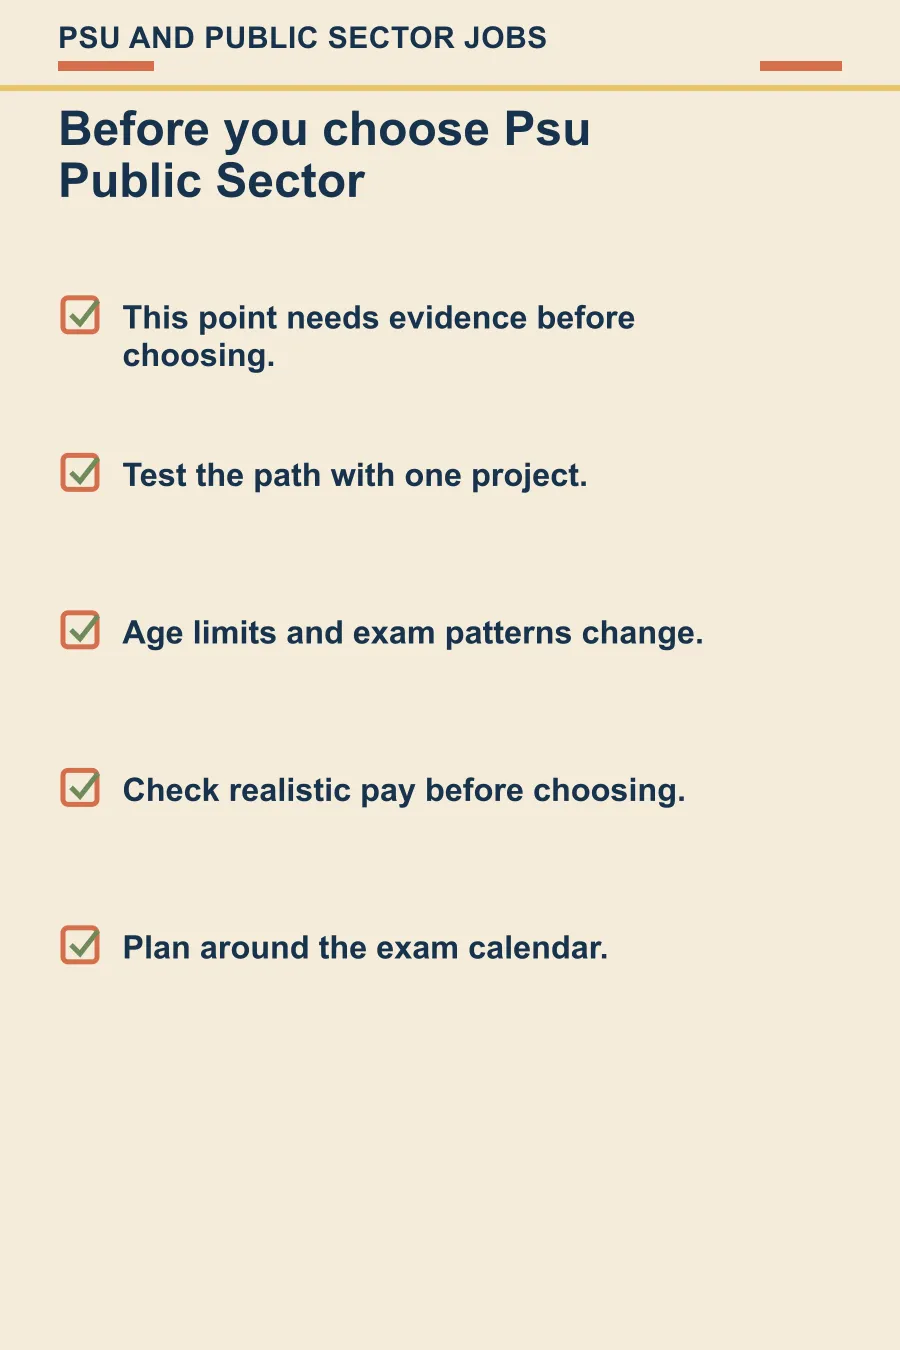 PSU AND PUBLIC SECTOR JOBS
Before you choose Psu
Public Sector
This point needs evidence before
choosing.
Test the path with one project.
Age limits and exam patterns change.
Check realistic pay before choosing.
Plan around the exam calendar.